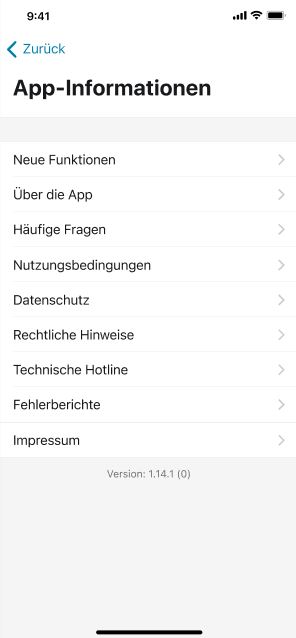 9:41
Zurück
App-Informationen
Neue Funktionen
Über die App
Häufige Fragen
Nutzungsbedingungen
Datenschutz
Rechtliche Hinweise
Technische Hotline
Fehlerberichte
Impressum
Version: 1.14.1 (0)